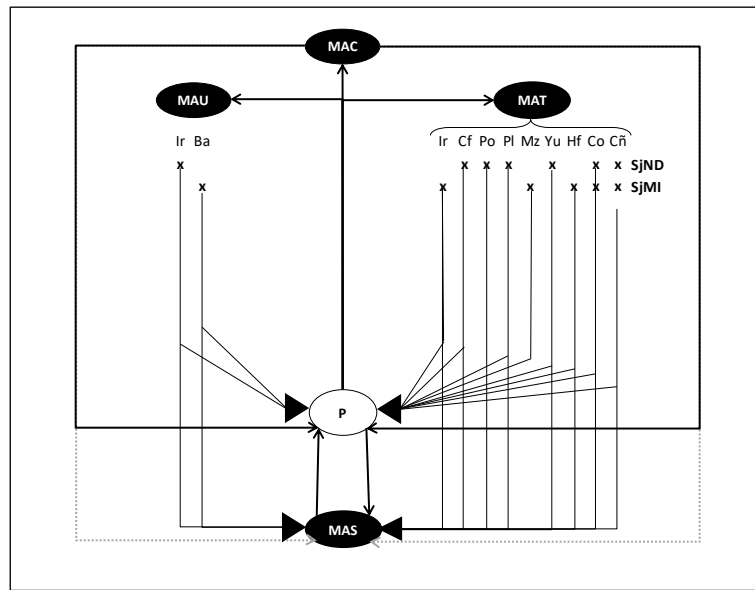 MAC
MAU MAT
Ir Ba Ir Cf Po Pl Mz Yu Hf Co Cñ
x x x x x x x SjND
x x x x x x SjMI
P
MAS